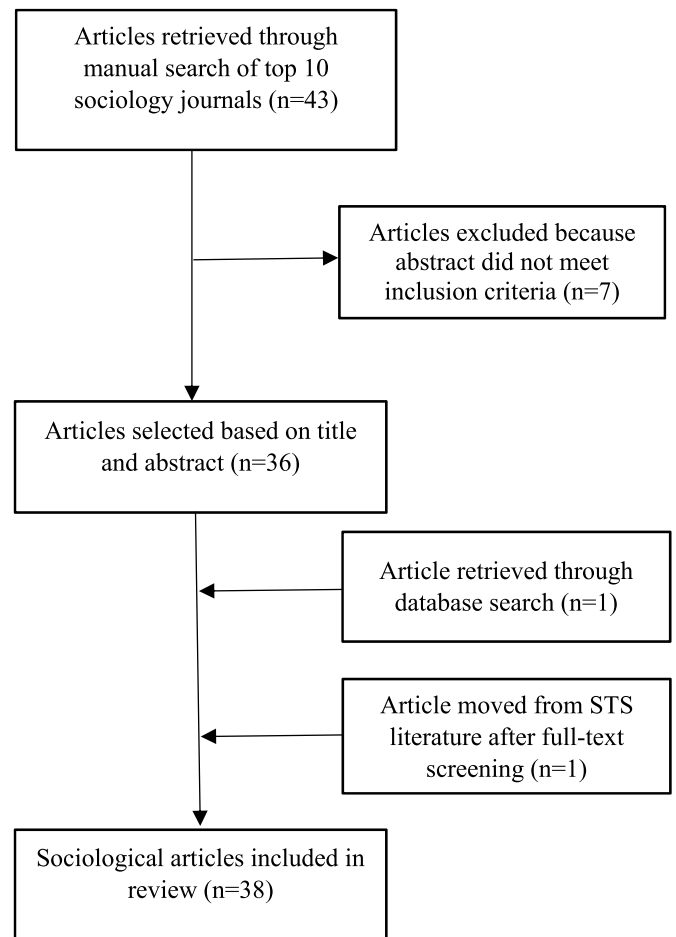 Articles retrieved through
manual search of top 10
sociology journals (n=43)
Articles excluded because
abstract did not meet
inclusion criteria (n=7)
Articles selected based on title
and abstract (n=36)
Article retrieved through
database search (n=1)
Article moved from STS
literature after full-text
screening (n=1)
Sociological articles included in
review (n=38)